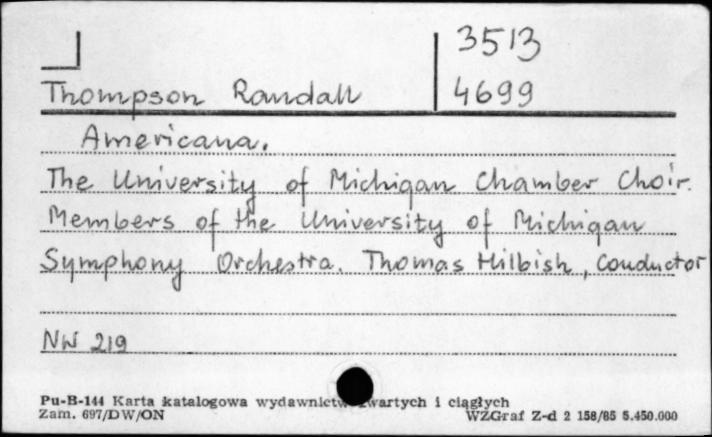 3513
Thompson Randall 4699
Americana.
The University of Michigan Chamber Choir.
Members of the University of Michigan
Symphony Orchestra. Thomas Hilbish, Conductor
NW 219
Pu-B-144 Karta katalogowa wydawnictw zwartych i ciągłych
Zam. 697/DW/ON WZGraf Z-d 2 158/85 5.450.000